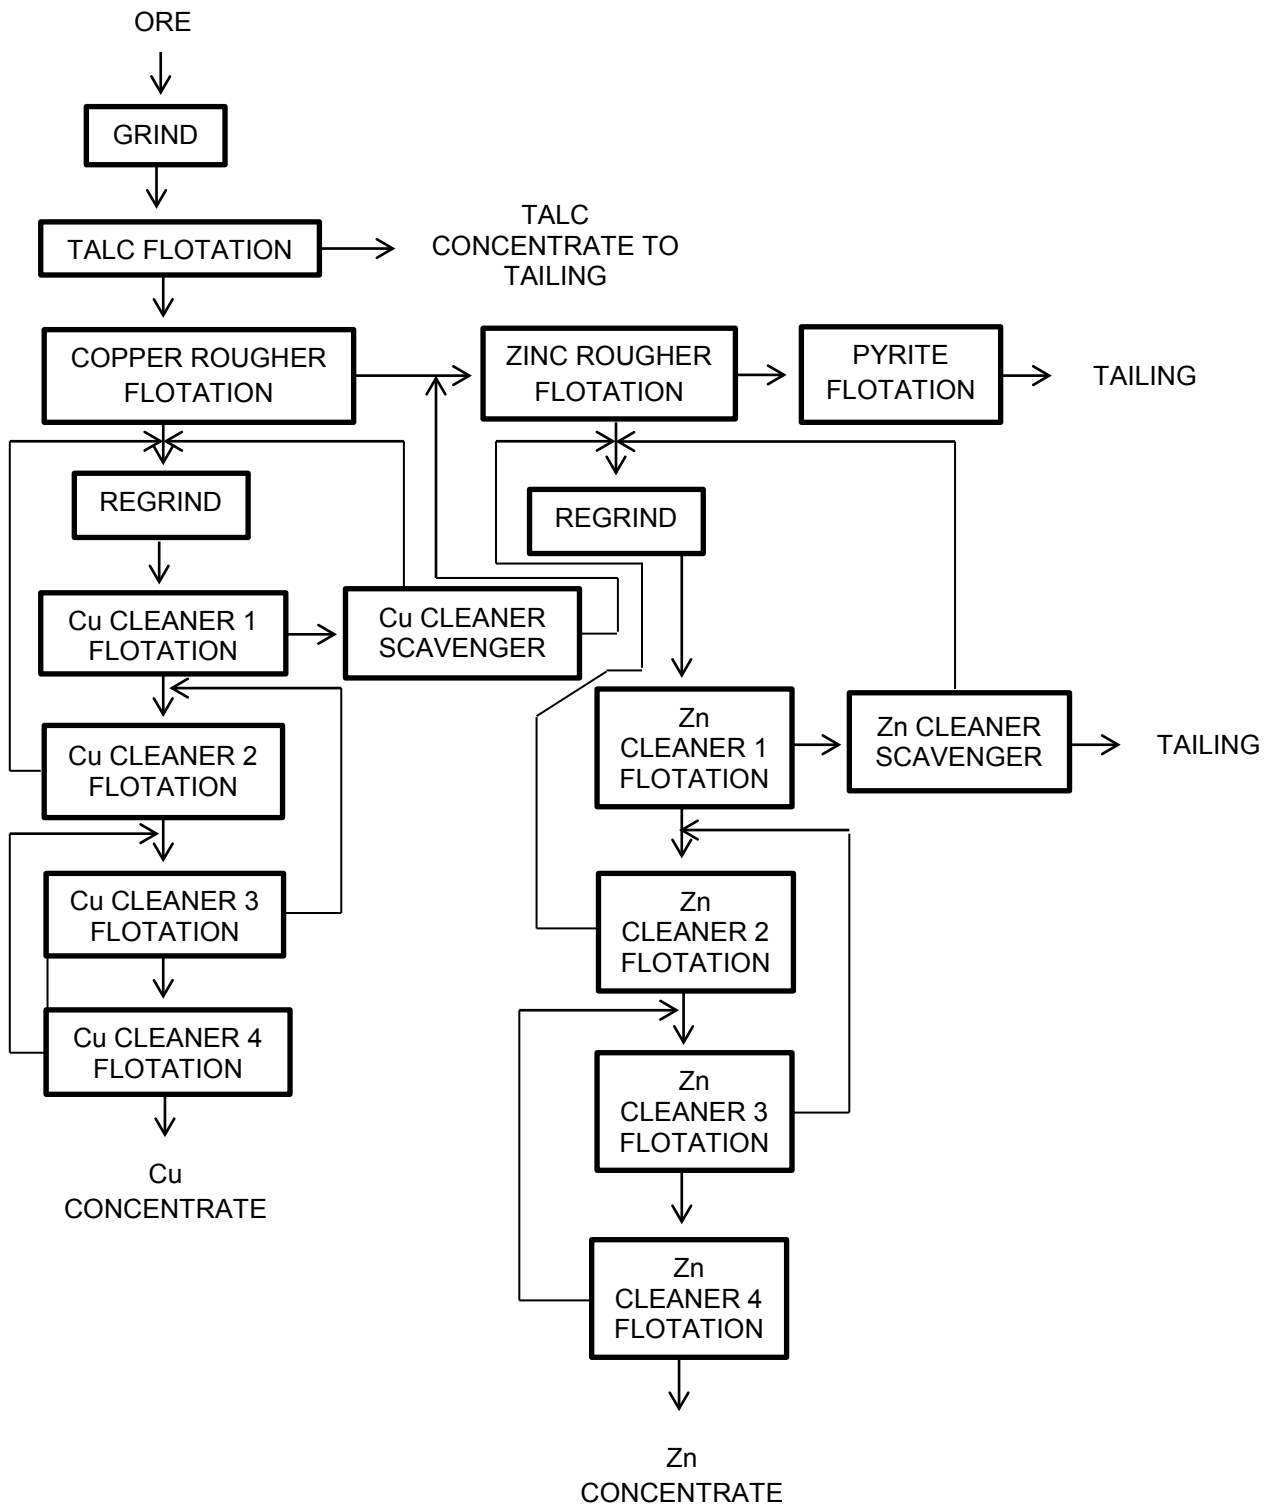 ORE
GRIND
TALC FLOTATION
TALC
CONCENTRATE TO
TAILING
COPPER ROUGHER
FLOTATION
ZINC ROUGHER
FLOTATION
PYRITE
FLOTATION
TAILING
REGRIND
REGRIND
Cu CLEANER 1
FLOTATION
Cu CLEANER
SCAVENGER
Cu CLEANER 2
FLOTATION
Zn
CLEANER 1
FLOTATION
Zn CLEANER
SCAVENGER
TAILING
Cu CLEANER 3
FLOTATION
Zn
CLEANER 2
FLOTATION
Cu CLEANER 4
FLOTATION
Zn
CLEANER 3
FLOTATION
Cu
CONCENTRATE
Zn
CLEANER 4
FLOTATION
Zn
CONCENTRATE